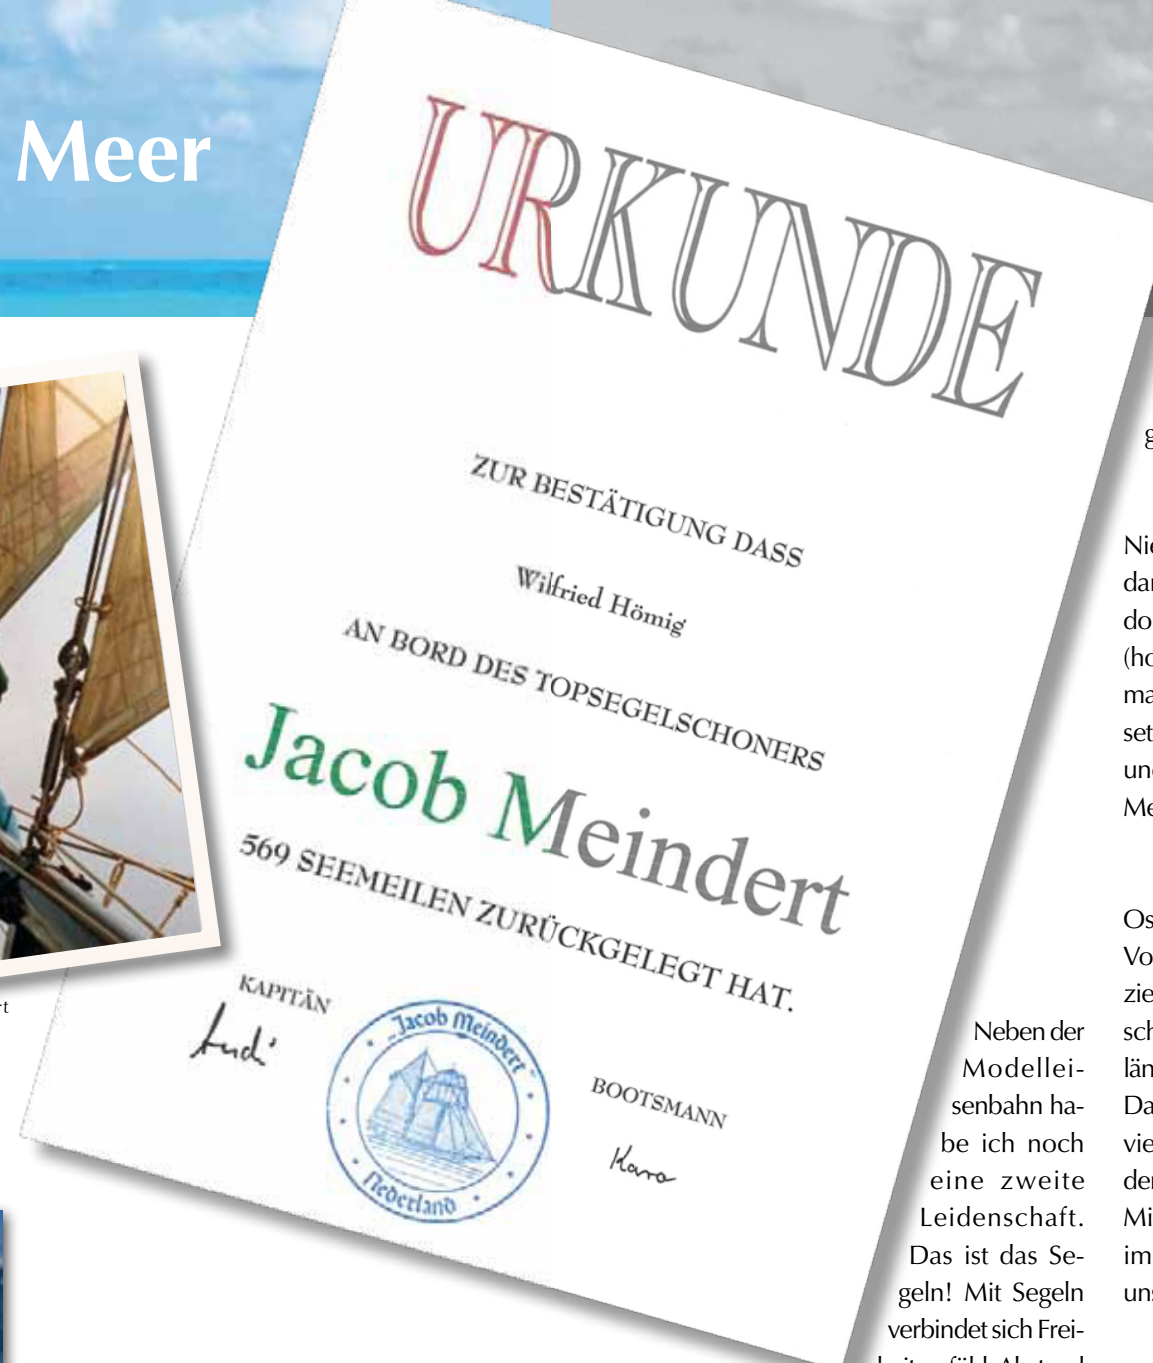 Meer
URKUNDE
ZUR BESTÄTIGUNG DASS
Wilfried Hömig
AN BORD DES TOPSEGELSCHONERS
Jacob Meindert
569 SEEMEILEN ZURÜCKGELEGT HAT.
KAPITÄN
"Jacob Meindert"
Nederland
BOOTSMANN
Karo
Neben der
Modellei-
senbahn ha-
be ich noch
eine zweite
Leidenschaft.
Das ist das Se-
geln! Mit Segeln
verbindet sich Frei-